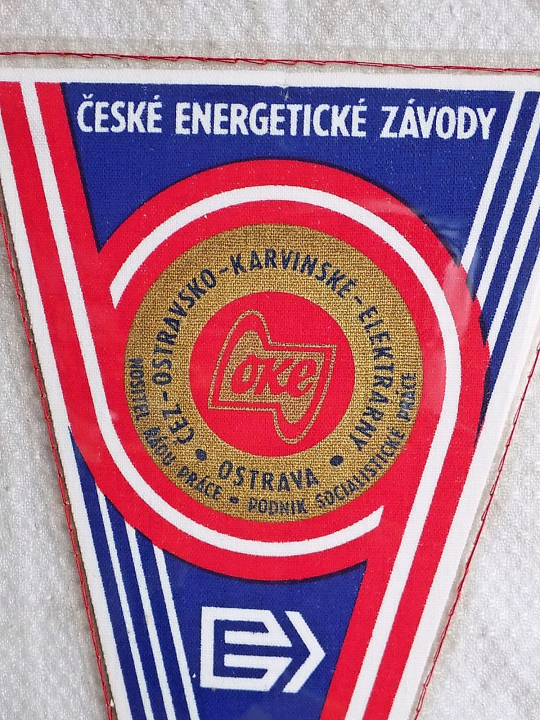 ČESKÉ ENERGETICKÉ ZÁVODY
ČEZ-OSTRAVSKO-KARVINSKÉ-ELEKTRÁRNY
• OSTRAVA •
NOSITEL ŘÁDU PRÁCE • PODNIK SOCIALISTICKÉ PRÁCE
OKE